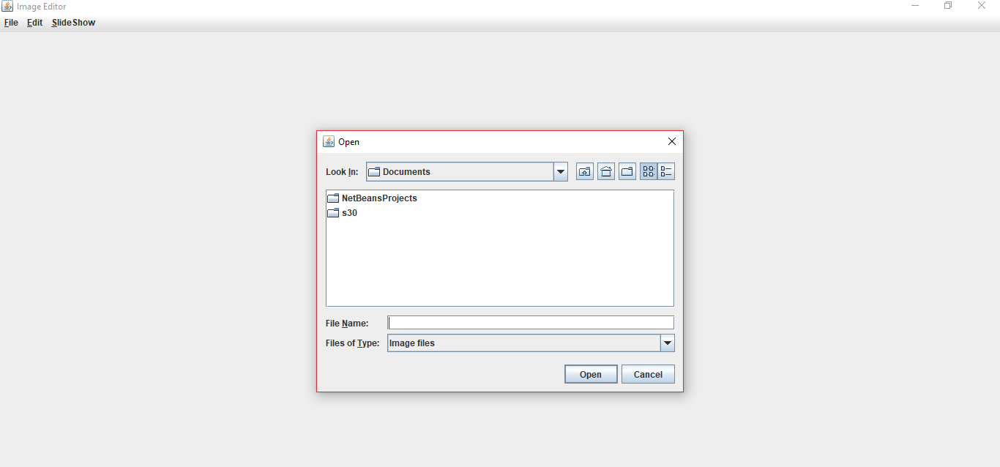 Image Editor
File Edit SlideShow
Open
Look In: Documents
NetBeansProjects
s30
File Name:
Files of Type: Image files
Open Cancel